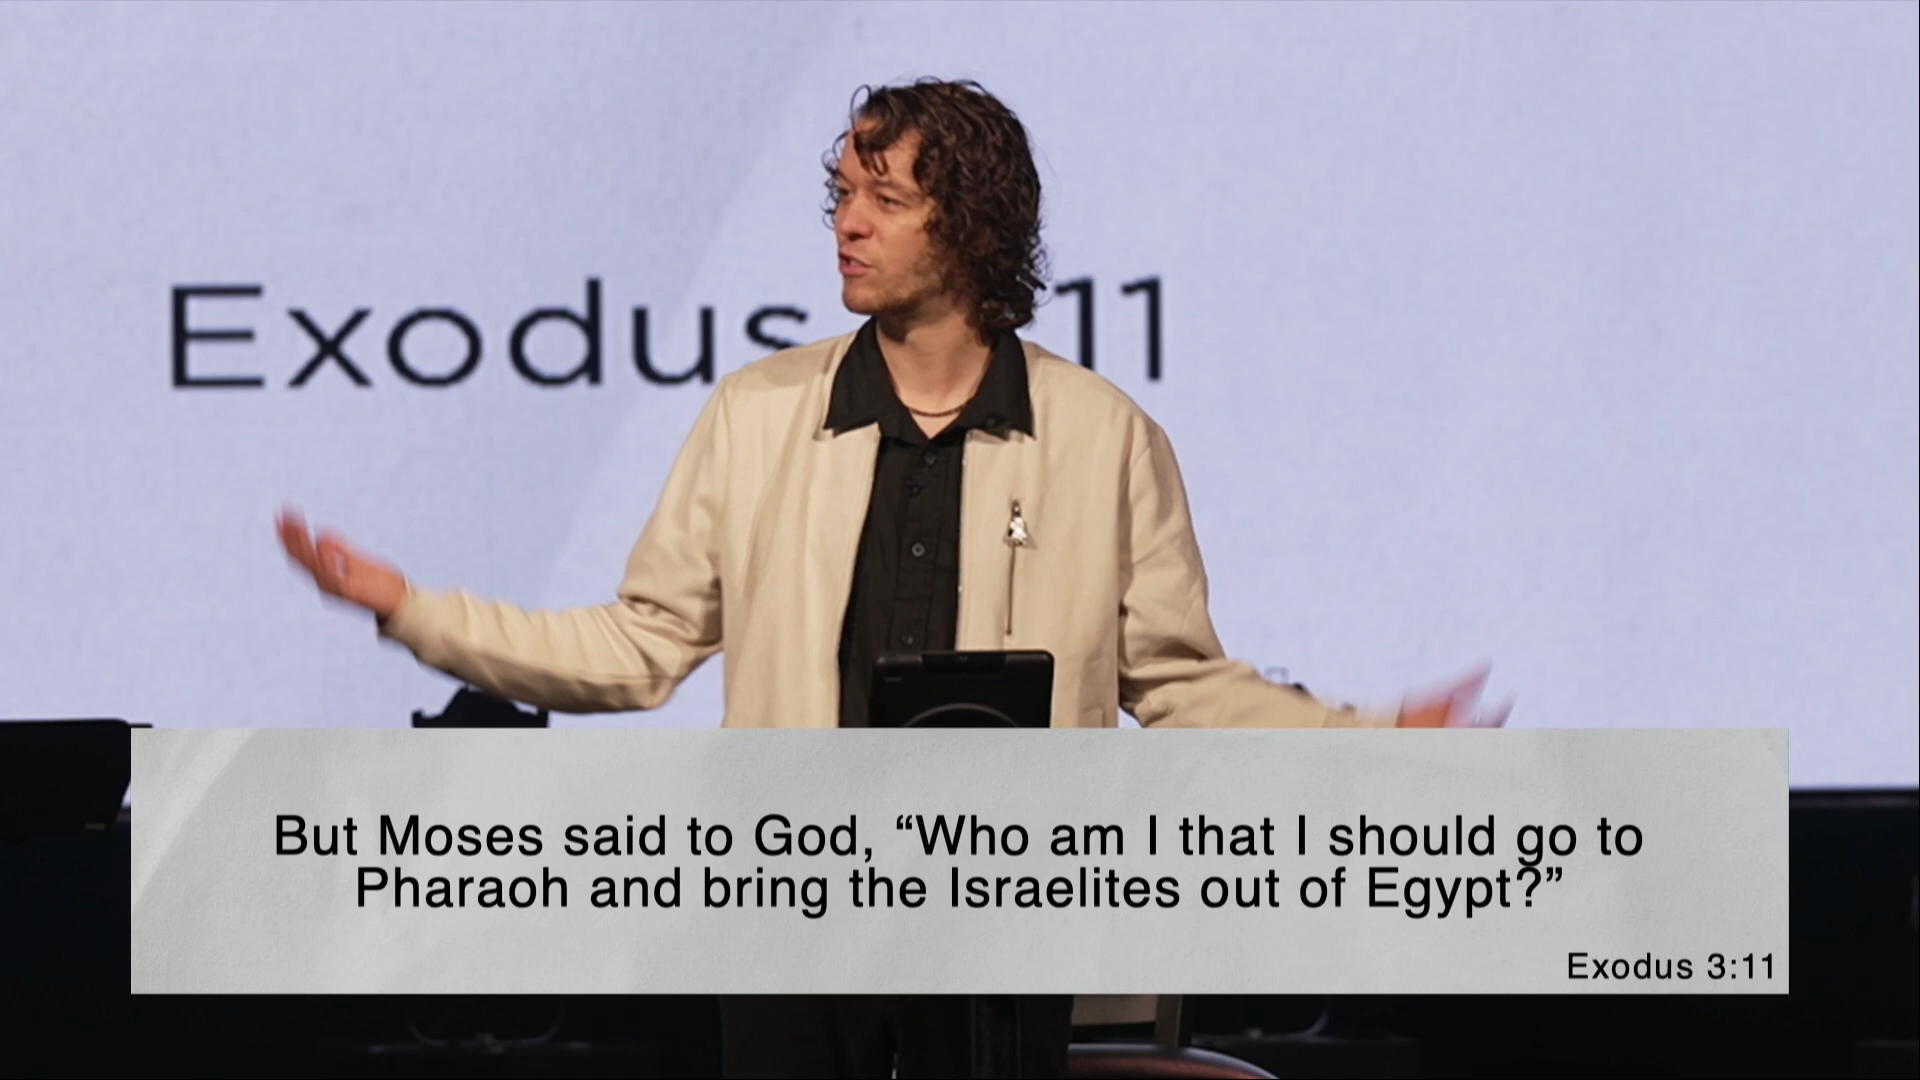 Exodus 11
But Moses said to God, “Who am I that I should go to
Pharaoh and bring the Israelites out of Egypt?”
Exodus 3:11